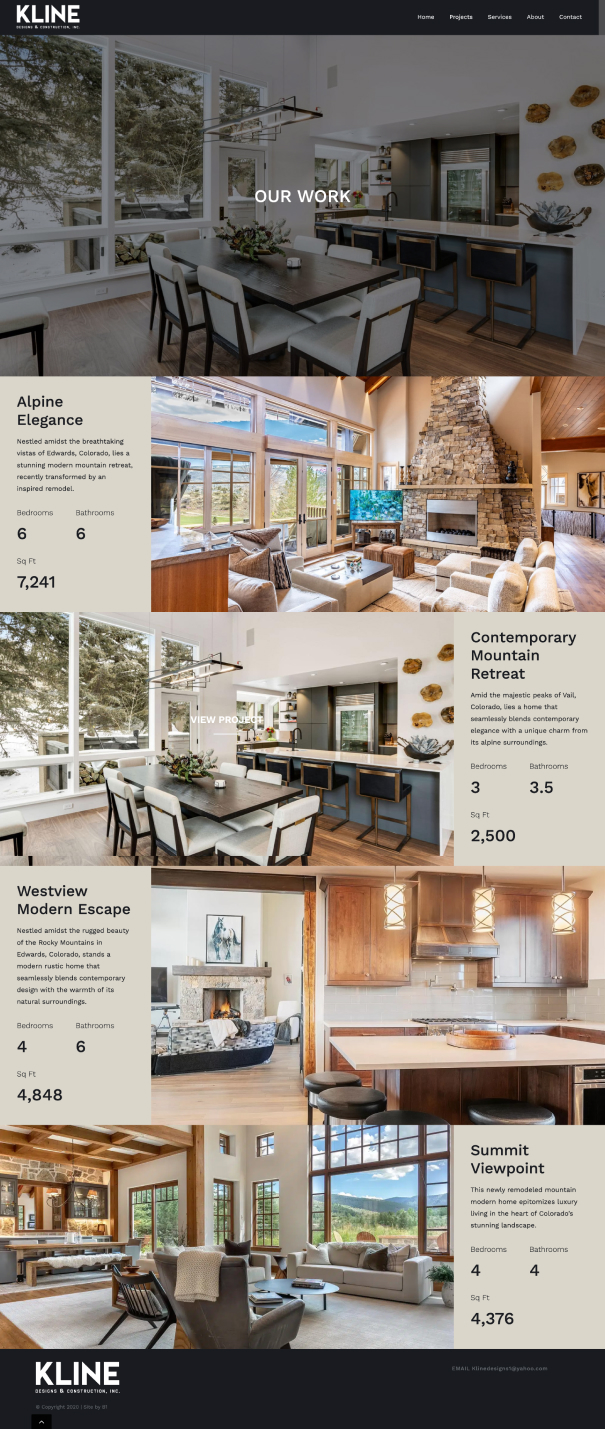 KLINE
DESIGNS & CONSTRUCTION, INC.
Home Projects Services About Contact
OUR WORK
Alpine
Elegance
Nestled amidst the breathtaking
vistas of Edwards, Colorado, lies a
stunning modern mountain retreat,
recently transformed by an
inspired remodel.
Bedrooms Bathrooms
6 6
Sq Ft
7,241
VIEW PROJECT
Contemporary
Mountain
Retreat
Amid the majestic peaks of Vail,
Colorado, lies a home that
seamlessly blends contemporary
elegance with a unique charm from
its alpine surroundings.
Bedrooms Bathrooms
3 3.5
Sq Ft
2,500
Westview
Modern Escape
Nestled amidst the rugged beauty
of the Rocky Mountains in
Edwards, Colorado, stands a
modern rustic home that
seamlessly blends contemporary
design with the warmth of its
natural surroundings.
Bedrooms Bathrooms
4 6
Sq Ft
4,848
Summit
Viewpoint
This newly remodeled mountain
modern home epitomizes luxury
living in the heart of Colorado's
stunning landscape.
Bedrooms Bathrooms
4 4
Sq Ft
4,376
KLINE
DESIGNS & CONSTRUCTION, INC.
EMAIL Klinedesigns1@yahoo.com
© Copyright 2020 | Site by